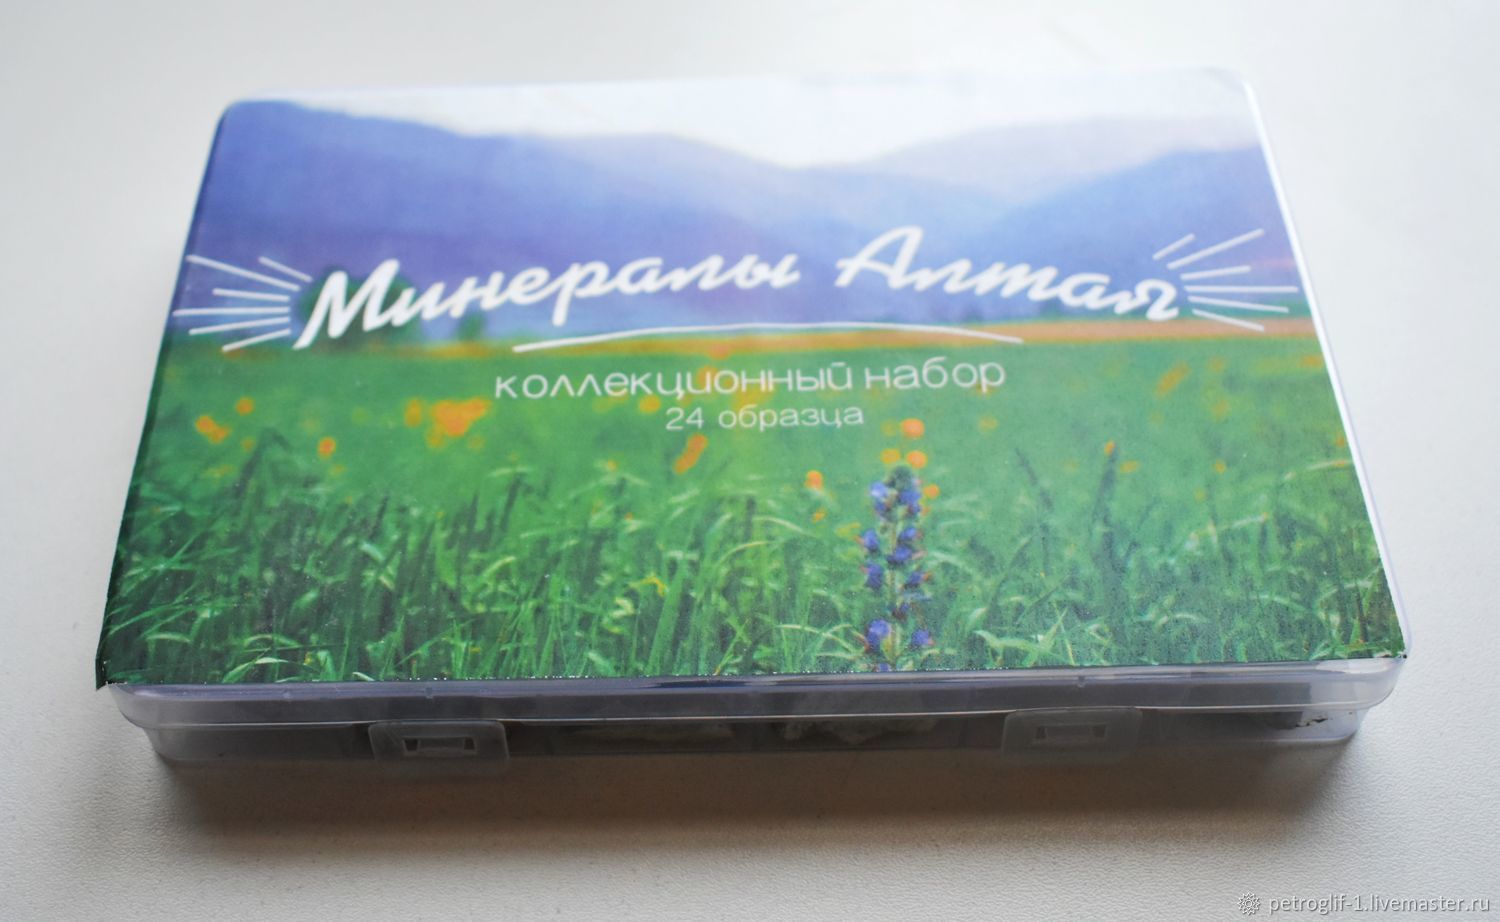 Минералы Алтая
коллекционный набор
24 образца
petroglif-1.livemaster.ru